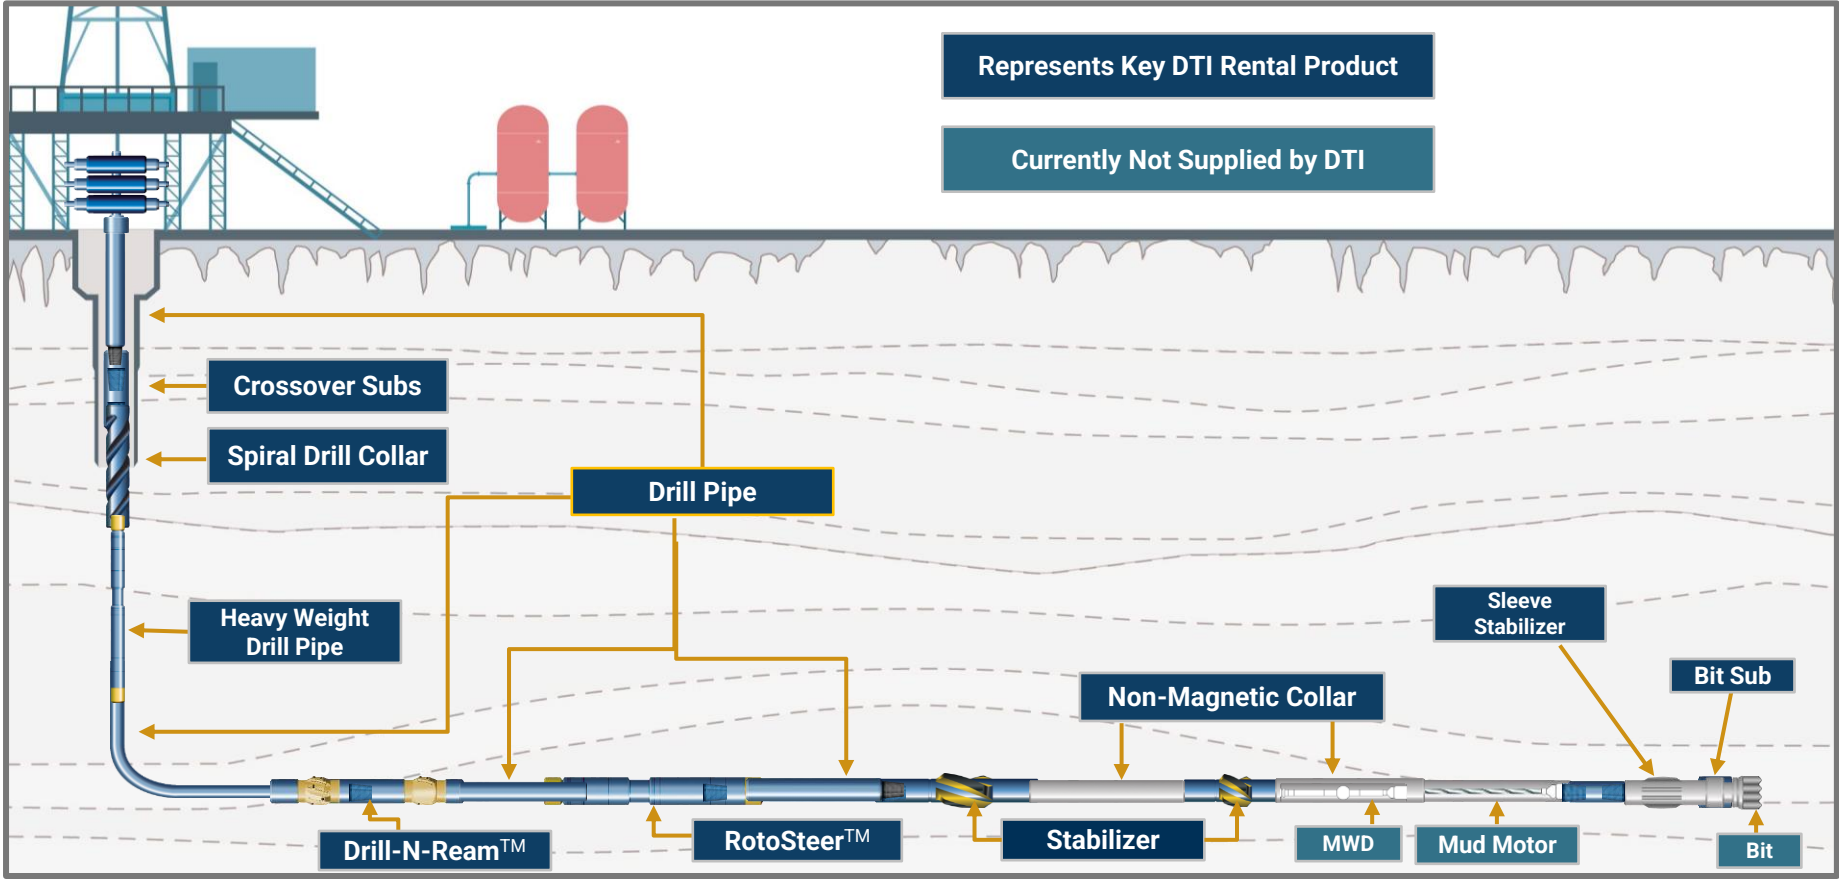 Represents Key DTI Rental Product
Currently Not Supplied by DTI
Crossover Subs
Spiral Drill Collar
Drill Pipe
Heavy Weight
Drill Pipe
Sleeve
Stabilizer
Bit Sub
Non-Magnetic Collar
Drill-N-Ream™
RotoSteer™
Stabilizer
MWD
Mud Motor
Bit